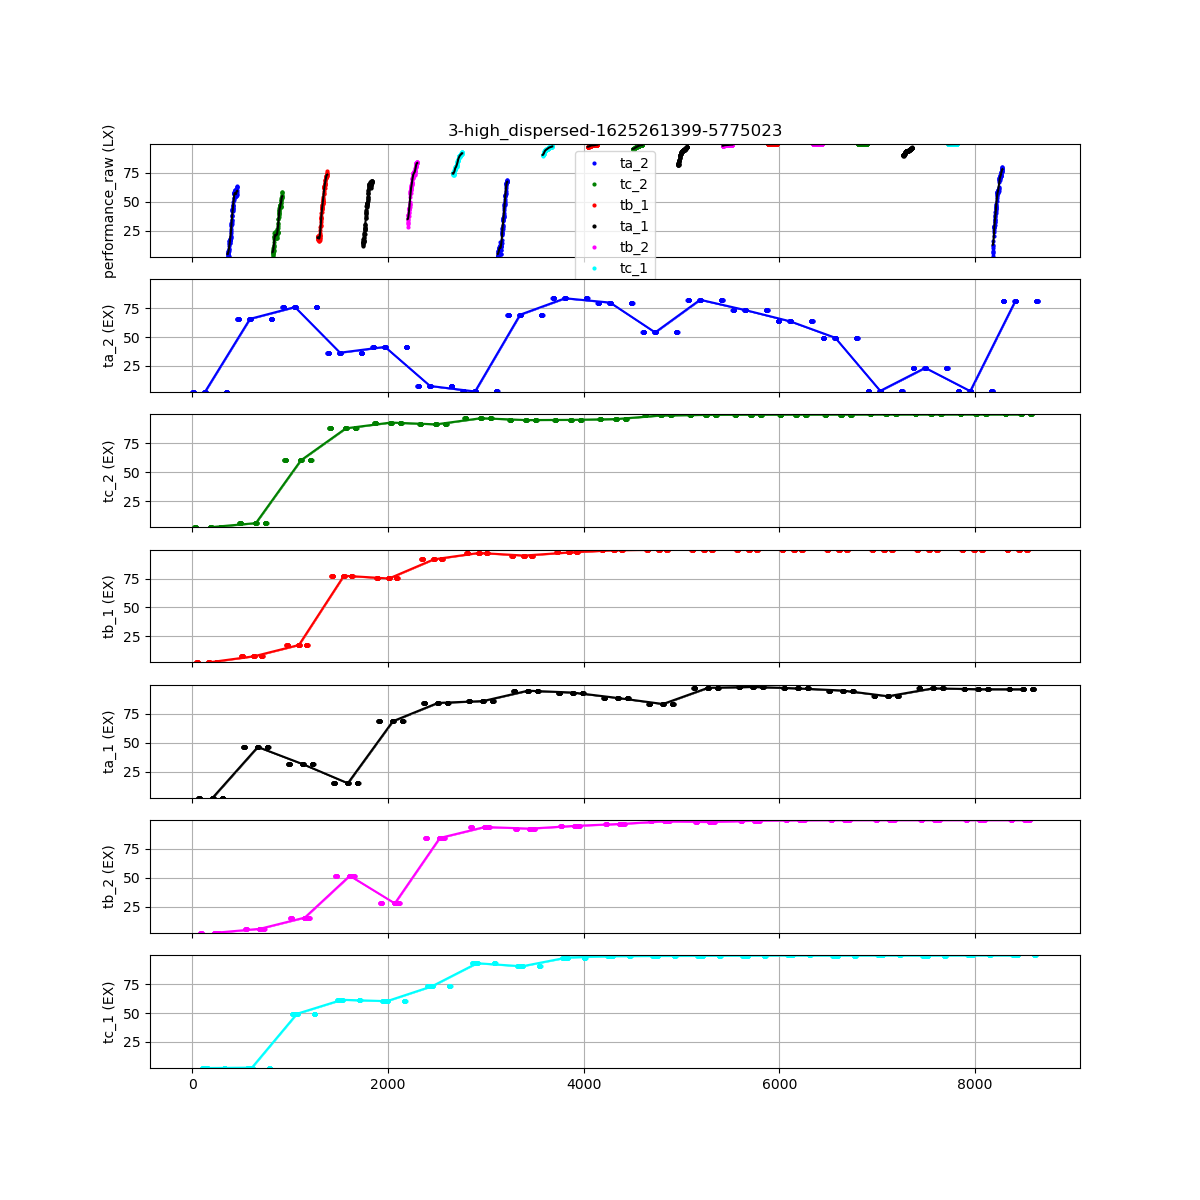 3-high_dispersed-1625261399-5775023
performance_raw (LX)
75
50
25
ta_2
tc_2
tb_1
ta_1
tb_2
tc_1
ta_2 (EX)
75
50
25
tc_2 (EX)
75
50
25
tb_1 (EX)
75
50
25
ta_1 (EX)
75
50
25
tb_2 (EX)
75
50
25
tc_1 (EX)
75
50
25
0 2000 4000 6000 8000